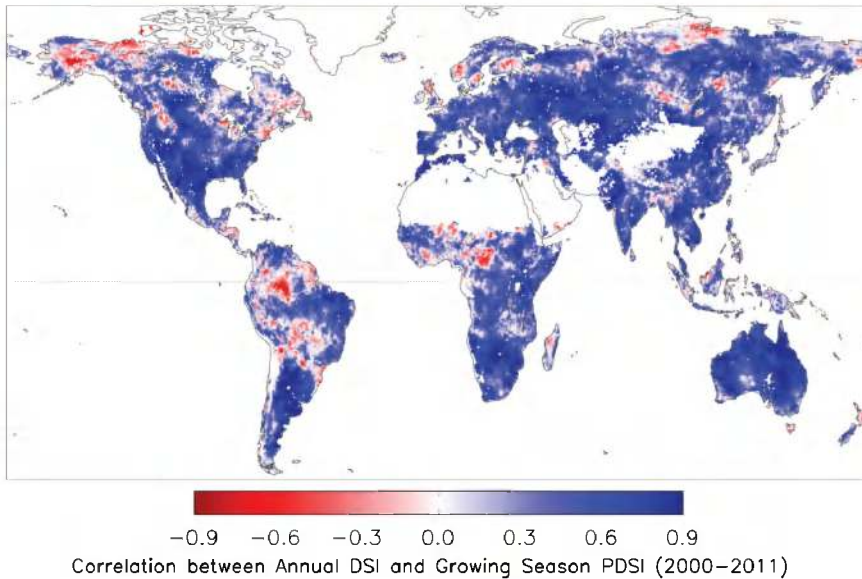 −0.9 −0.6 −0.3 0.0 0.3 0.6 0.9
Correlation between Annual DSI and Growing Season PDSI (2000−2011)